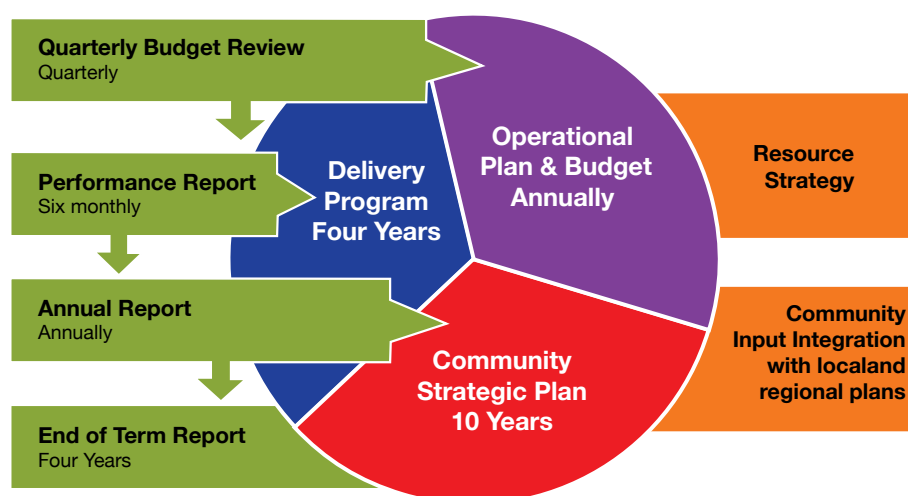 Quarterly Budget Review
Quarterly
Performance Report
Six monthly
Annual Report
Annually
End of Term Report
Four Years
Delivery
Program
Four Years
Operational
Plan & Budget
Annually
Community
Strategic Plan
10 Years
Resource
Strategy
Community
Input Integration
with localand
regional plans